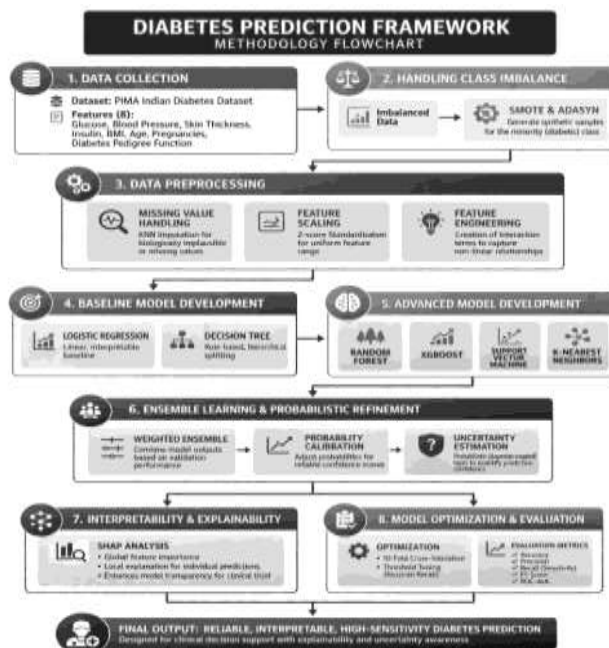 DIABETES PREDICTION FRAMEWORK
METHODOLOGY FLOWCHART
1. DATA COLLECTION
Dataset: PIMA Indian Diabetes Dataset
Features (8):
Glucose, Blood Pressure, Skin Thickness,
Insulin, BMI, Age, Pregnancies,
Diabetes Pedigree Function
2. HANDLING CLASS IMBALANCE
Imbalanced
Data
SMOTE & ADASYN
Generate synthetic samples
for the minority (diabetes) class
3. DATA PREPROCESSING
MISSING VALUE
HANDLING
KNN Imputation for
biologically implausible
or missing values
FEATURE
SCALING
Z-score Standardization
for uniform feature
range
FEATURE
ENGINEERING
Creation of interaction
terms to capture
non-linear relationships
4. BASELINE MODEL DEVELOPMENT
LOGISTIC REGRESSION
Linear, interpretable
baseline
DECISION TREE
Rule-based, hierarchical
splitting
5. ADVANCED MODEL DEVELOPMENT
RANDOM
FOREST
XGBOOST
SUPPORT
VECTOR
MACHINE
K-NEAREST
NEIGHBORS
6. ENSEMBLE LEARNING & PROBABILISTIC REFINEMENT
WEIGHTED ENSEMBLE
Combine model outputs
based on validation
performance
PROBABILITY
CALIBRATION
Adjust probabilities for
reliable confidence scores
UNCERTAINTY
ESTIMATION
7. INTERPRETABILITY & EXPLAINABILITY
SHAP ANALYSIS
• Global feature importance
• Local explanation for individual predictions
• Enhances model transparency for clinical trust
8. MODEL OPTIMIZATION & EVALUATION
OPTIMIZATION
• 10-Fold Cross-Validation
• Threshold Tuning
EVALUATION METRICS
✓ Accuracy
✓ Precision
✓ Recall
✓ F1-Score
✓ ROC-AUC
FINAL OUTPUT: RELIABLE, INTERPRETABLE, HIGH-SENSITIVITY DIABETES PREDICTION
Designed for clinical decision support with explainability and uncertainty awareness